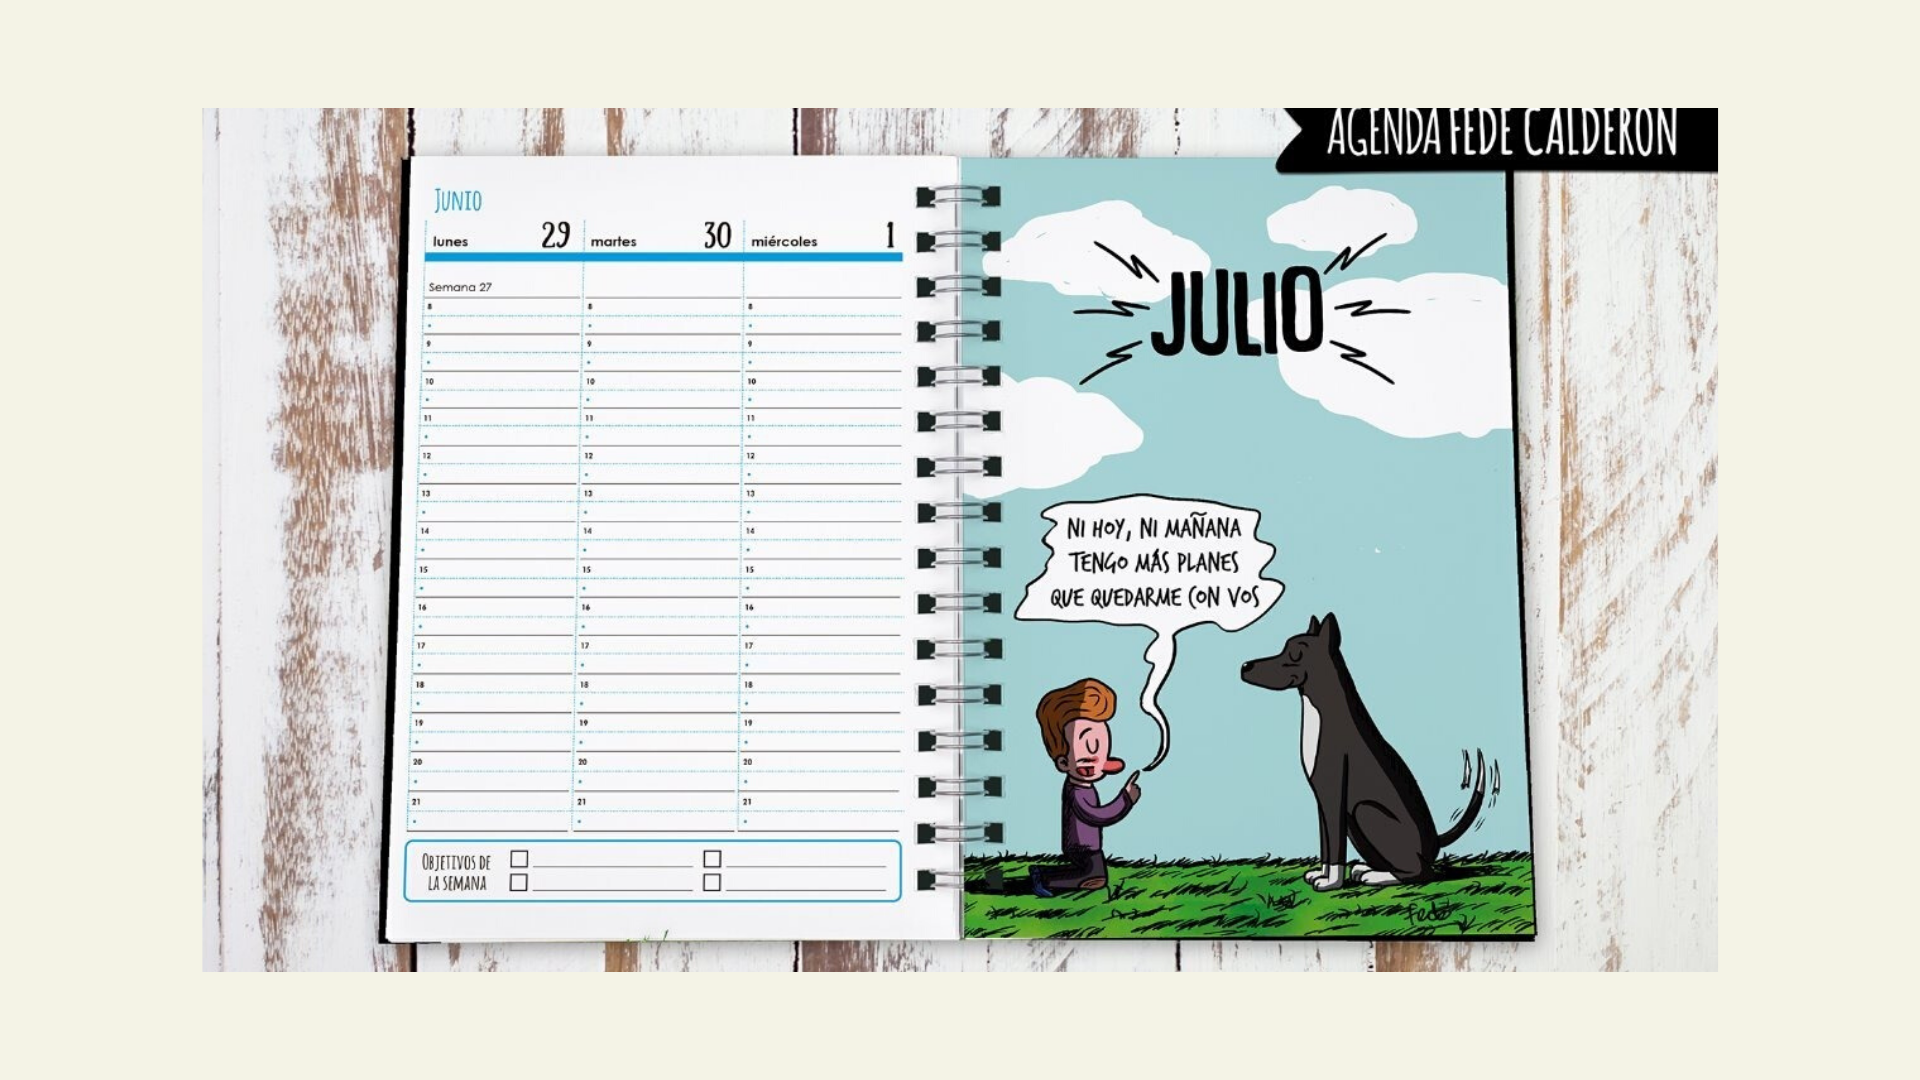 AGENDA FEDE CALDERON
JUNIO
lunes 29 martes 30 miércoles 1
Semana 27
8 8 8
9 9 9
10 10 10
11 11 11
12 12 12
13 13 13
14 14 14
15 15 15
16 16 16
17 17 17
18 18 18
19 19 19
20 20 20
21 21 21
OBJETIVOS DE
LA SEMANA
JULIO
NI HOY, NI MAÑANA
TENGO MÁS PLANES
QUE QUEDARME CON VOS
fede